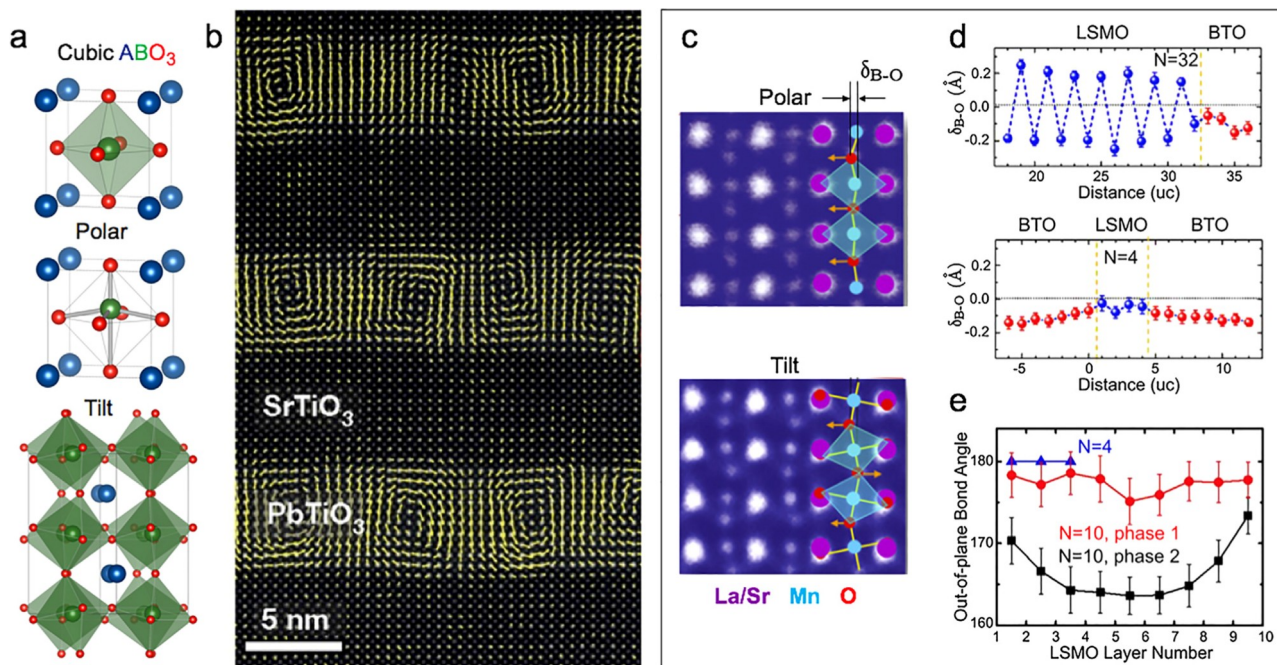 a
Cubic ABO3
Polar
Tilt
b
SrTiO3
PbTiO3
5 nm
c
δB-O
Polar
Tilt
La/Sr Mn O
d
LSMO BTO
N=32
δB-O (Å)
0.2
0.0
-0.2
20 25 30 35
Distance (uc)
BTO LSMO BTO
N=4
δB-O (Å)
0.2
0.0
-0.2
-5 0 5 10
Distance (uc)
e
Out-of-plane Bond Angle
180
170
160
N=4
N=10, phase 1
N=10, phase 2
1 2 3 4 5 6 7 8 9 10
LSMO Layer Number